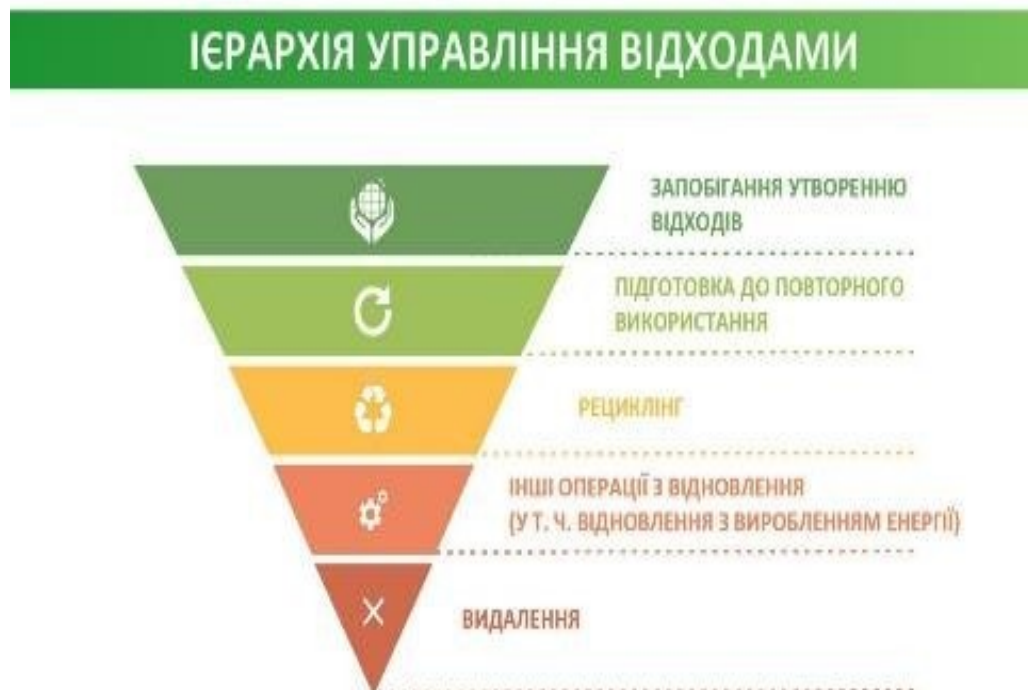 ІЄРАРХІЯ УПРАВЛІННЯ ВІДХОДАМИ
ЗАПОБІГАННЯ УТВОРЕННЮ
ВІДХОДІВ
ПІДГОТОВКА ДО ПОВТОРНОГО
ВИКОРИСТАННЯ
РЕЦИКЛІНГ
ІНШІ ОПЕРАЦІЇ З ВІДНОВЛЕННЯ
(У Т. Ч. ВІДНОВЛЕННЯ З ВИРОБЛЕННЯМ ЕНЕРГІЇ)
ВИДАЛЕННЯ